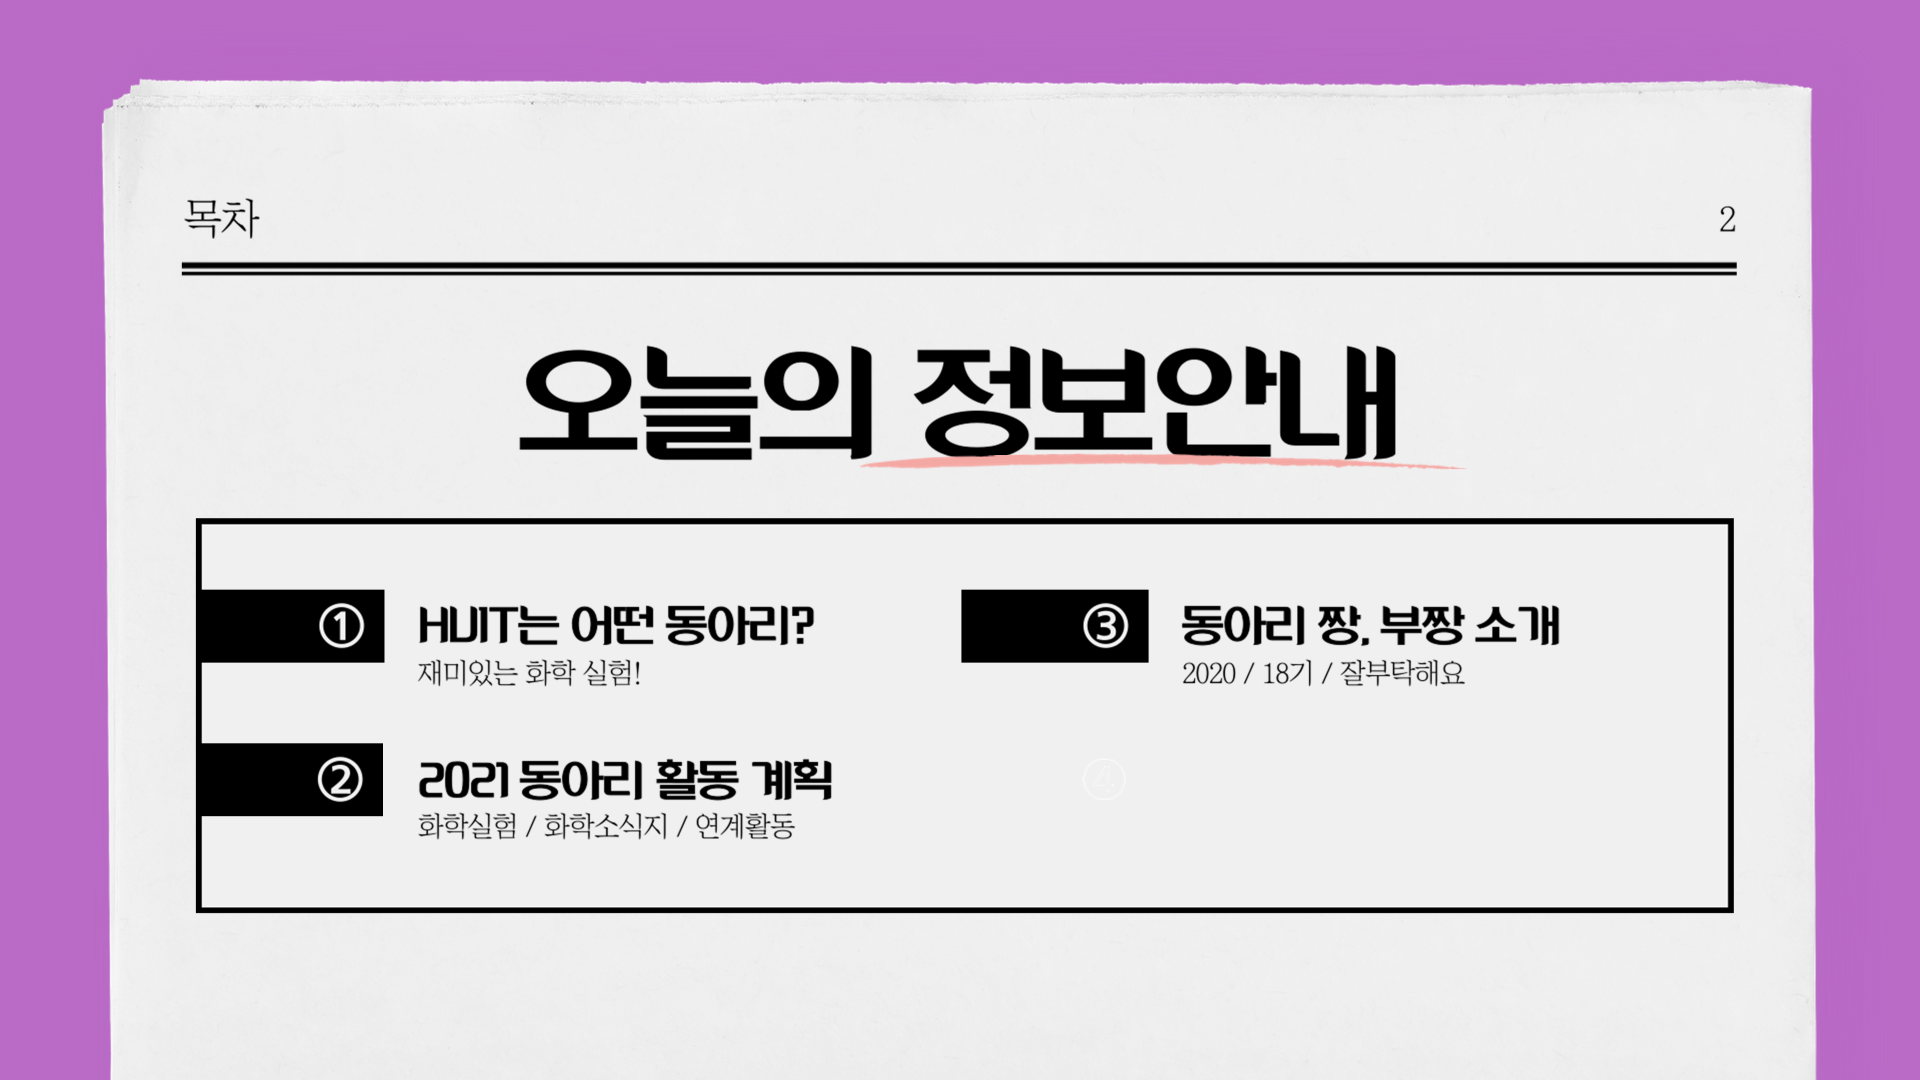 목차
2
오늘의 정보안내
① HUIT는 어떤 동아리?
재미있는 화학 실험!
② 2021 동아리 활동 계획
화학실험 / 화학소식지 / 연계활동
③ 동아리 짱, 부짱 소개
2020 / 18기 / 잘부탁해요
④